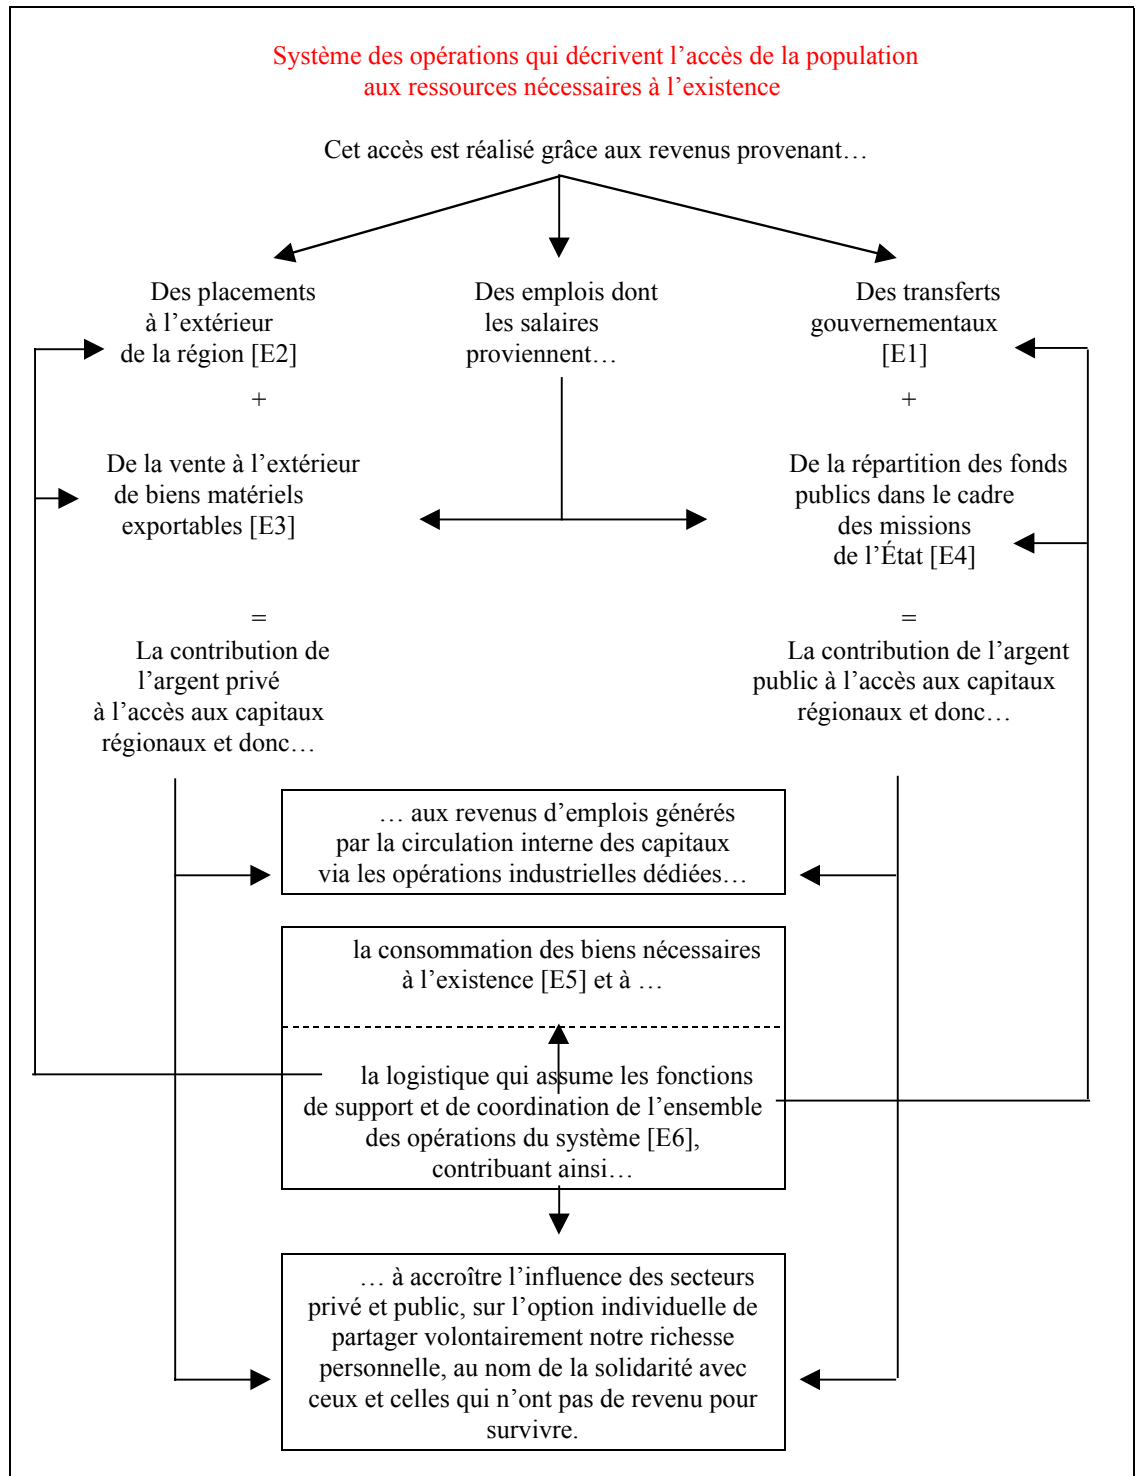 Système des opérations qui décrivent l’accès de la population
aux ressources nécessaires à l’existence
Cet accès est réalisé grâce aux revenus provenant…
Des placements
à l’extérieur
de la région [E2]
+
De la vente à l’extérieur
de biens matériels
exportables [E3]
=
La contribution de
l’argent privé
à l’accès aux capitaux
régionaux et donc…
Des emplois dont
les salaires
proviennent…
Des transferts
gouvernementaux
[E1]
+
De la répartition des fonds
publics dans le cadre
des missions
de l’État [E4]
=
La contribution de l’argent
public à l’accès aux capitaux
régionaux et donc…
… aux revenus d’emplois générés
par la circulation interne des capitaux
via les opérations industrielles dédiées…
la consommation des biens nécessaires
à l’existence [E5] et à …
la logistique qui assume les fonctions
de support et de coordination de l’ensemble
des opérations du système [E6],
contribuant ainsi…
… à accroître l’influence des secteurs
privé et public, sur l’option individuelle de
partager volontairement notre richesse
personnelle, au nom de la solidarité avec
ceux et celles qui n’ont pas de revenu pour
survivre.